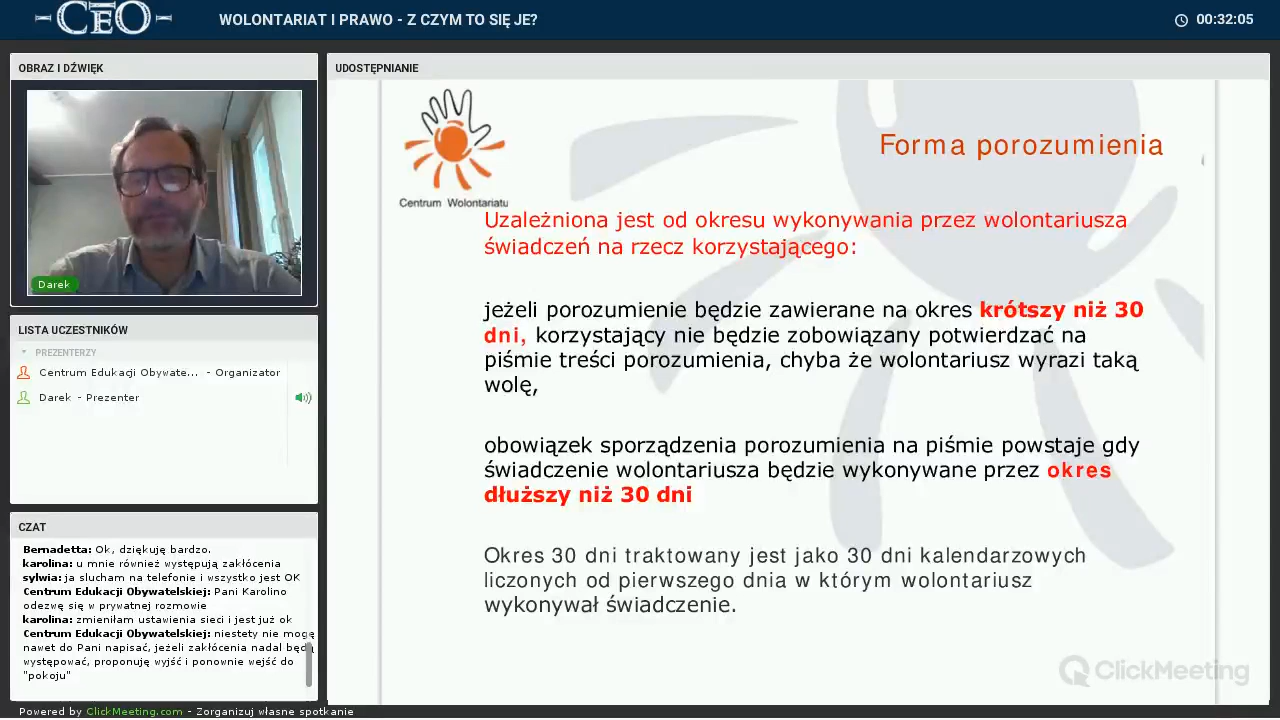 CEO
WOLONTARIAT I PRAWO - Z CZYM TO SIĘ JE?
00:32:05
OBRAZ I DŹWIĘK
Darek
LISTA UCZESTNIKÓW
PREZENTERZY
Centrum Edukacji Obywate... - Organizator
Darek - Prezenter
CZAT
Bernadetta: Ok, dziękuję bardzo.
karolina: u mnie również występują zakłócenia
sylwia: ja slucham na telefonie i wszystko jest OK
Centrum Edukacji Obywatelskiej: Pani Karolino
odezwę się w prywatnej rozmowie
karolina: zmieniłam ustawienia sieci i jest już ok
Centrum Edukacji Obywatelskiej: niestety nie mogę
nawet do Pani napisać, jeżeli zakłócenia nadal będą
występować, proponuję wyjść i ponownie wejść do
"pokoju"
Powered by ClickMeeting.com - Zorganizuj własne spotkanie
UDOSTĘPNIANIE
Centrum Wolontariatu
Forma porozumienia
Uzależniona jest od okresu wykonywania przez wolontariusza
świadczeń na rzecz korzystającego:
jeżeli porozumienie będzie zawierane na okres krótszy niż 30
dni, korzystający nie będzie zobowiązany potwierdzać na
piśmie treści porozumienia, chyba że wolontariusz wyrazi taką
wolę,
obowiązek sporządzenia porozumienia na piśmie powstaje gdy
świadczenie wolontariusza będzie wykonywane przez okres
dłuższy niż 30 dni
Okres 30 dni traktowany jest jako 30 dni kalendarzowych
liczonych od pierwszego dnia w którym wolontariusz
wykonywał świadczenie.
ClickMeeting